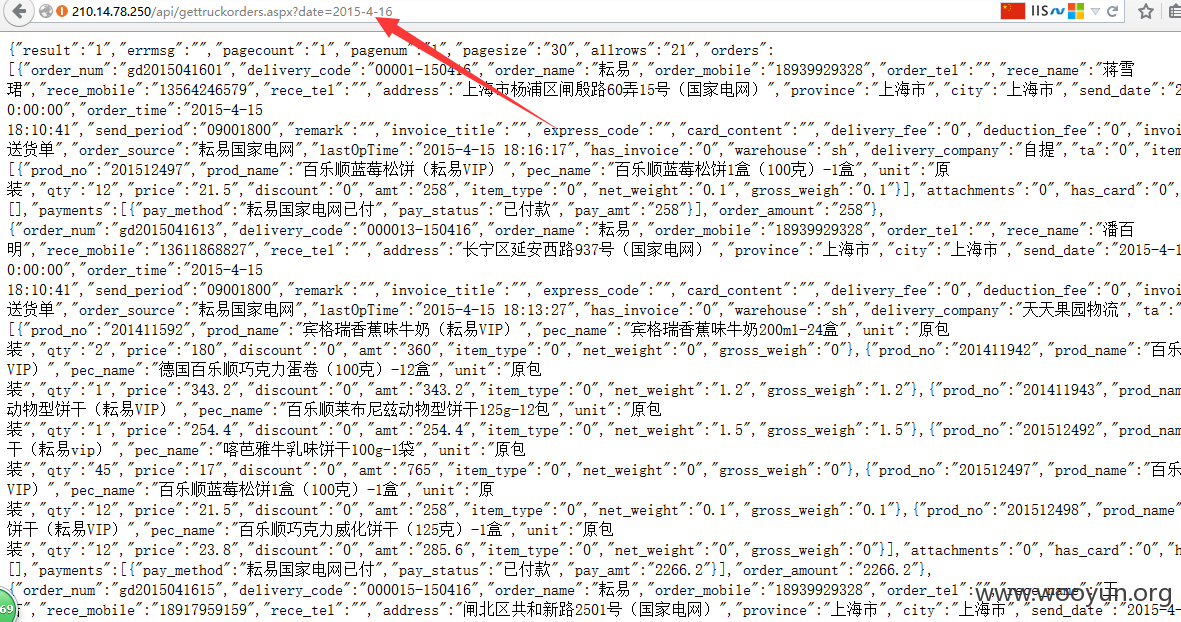 210.14.78.250/api/gettruckorders.aspx?date=2015-4-16
IIS
{"result":"1","errmsg":"","pagecount":"1","pagenum":"1","pagesize":"30","allrows":"21","orders":
[{"order_num":"gd2015041601","delivery_code":"00001-150416","order_name":"耘易","order_mobile":"18939929328","order_tel":"","rece_name":"蒋雪
珺","rece_mobile":"13564246579","rece_tel":"","address":"上海市杨浦区闸殷路60弄15号（国家电网）","province":"上海市","city":"上海市","send_date":"2
0:00:00","order_time":"2015-4-15
18:10:41","send_period":"09001800","remark":"","invoice_title":"","express_code":"","card_content":"","delivery_fee":"0","deduction_fee":"0","invoi
送货单","order_source":"耘易国家电网","lastOpTime":"2015-4-15 18:16:17","has_invoice":"0","warehouse":"sh","delivery_company":"自提","ta":"0","item
[{"prod_no":"201512497","prod_name":"百乐顺蓝莓松饼（耘易VIP）","pec_name":"百乐顺蓝莓松饼1盒（100克）-1盒","unit":"原
装","qty":"12","price":"21.5","discount":"0","amt":"258","item_type":"0","net_weight":"0.1","gross_weigh":"0.1"}],"attachments":"0","has_card":"0",
[],"payments":[{"pay_method":"耘易国家电网已付","pay_status":"已付款","pay_amt":"258"}],"order_amount":"258"},
{"order_num":"gd2015041613","delivery_code":"000013-150416","order_name":"耘易","order_mobile":"18939929328","order_tel":"","rece_name":"潘百
明","rece_mobile":"13611868827","rece_tel":"","address":"长宁区延安西路937号（国家电网）","province":"上海市","city":"上海市","send_date":"2015-4-1
0:00:00","order_time":"2015-4-15
18:10:41","send_period":"09001800","remark":"","invoice_title":"","express_code":"","card_content":"","delivery_fee":"0","deduction_fee":"0","invoi
送货单","order_source":"耘易国家电网","lastOpTime":"2015-4-15 18:13:27","has_invoice":"0","warehouse":"sh","delivery_company":"天天果园物流","ta":"
[{"prod_no":"201411592","prod_name":"宾格瑞香蕉味牛奶（耘易VIP）","pec_name":"宾格瑞香蕉味牛奶200ml-24盒","unit":"原包
装","qty":"2","price":"180","discount":"0","amt":"360","item_type":"0","net_weight":"0","gross_weigh":"0"},{"prod_no":"201411942","prod_name":"百乐
VIP）","pec_name":"德国百乐顺巧克力蛋卷（100克）-12盒","unit":"原包
装","qty":"1","price":"343.2","discount":"0","amt":"343.2","item_type":"0","net_weight":"1.2","gross_weigh":"1.2"},{"prod_no":"201411943","prod_nam
动物型饼干（耘易VIP）","pec_name":"百乐顺莱布尼兹动物型饼干125g-12包","unit":"原包
装","qty":"1","price":"254.4","discount":"0","amt":"254.4","item_type":"0","net_weight":"1.5","gross_weigh":"1.5"},{"prod_no":"201512492","prod_nam
干（耘易vip）","pec_name":"喀芭雅牛乳味饼干100g-1袋","unit":"原包
装","qty":"45","price":"17","discount":"0","amt":"765","item_type":"0","net_weight":"0","gross_weigh":"0"},{"prod_no":"201512497","prod_name":"百乐
VIP）","pec_name":"百乐顺蓝莓松饼1盒（100克）-1盒","unit":"原
装","qty":"12","price":"21.5","discount":"0","amt":"258","item_type":"0","net_weight":"0.1","gross_weigh":"0.1"},{"prod_no":"201512498","prod_name"
饼干（耘易VIP）","pec_name":"百乐顺巧克力威化饼干（125克）-1盒","unit":"原包
装","qty":"12","price":"23.8","discount":"0","amt":"285.6","item_type":"0","net_weight":"0","gross_weigh":"0"}],"attachments":"0","has_card":"0","h
[],"payments":[{"pay_method":"耘易国家电网已付","pay_status":"已付款","pay_amt":"2266.2"}],"order_amount":"2266.2"},
{"order_num":"gd2015041615","delivery_code":"000015-150416","order_name":"耘易","order_mobile":"18939929328","order_tel":"","rece_name":"王
","rece_mobile":"18917959159","rece_tel":"","address":"闸北区共和新路2501号（国家电网）","province":"上海市","city":"上海市","send_date":"2015-4-
www.wooyun.org
69